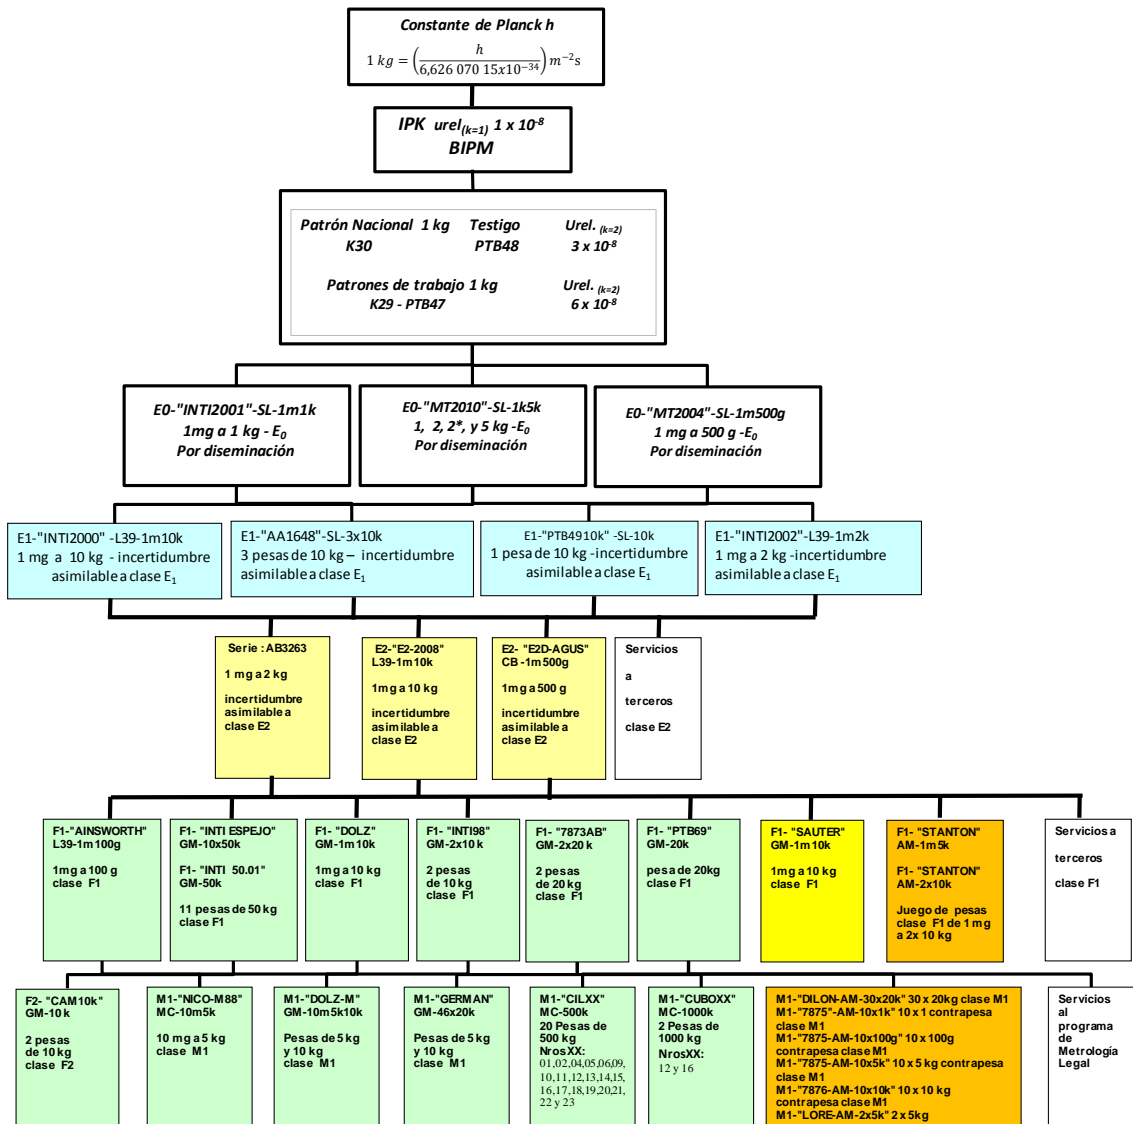 Constante de Planck h
1 kg = (h / 6,626 070 15x10⁻³⁴) m⁻²s
IPK urel(k=1) 1 x 10⁻⁸
BIPM
Patrón Nacional 1 kg Testigo Urel. (k=2)
K30 PTB48 3 x 10⁻⁸
Patrones de trabajo 1 kg Urel. (k=2)
K29 - PTB47 6 x 10⁻⁸
E0-"INTI2001"-SL-1m1k
1mg a 1 kg - E₀
Por diseminación
E0-"MT2010"-SL-1k5k
1, 2, 2*, y 5 kg -E₀
Por diseminación
E0-"MT2004"-SL-1m500g
1 mg a 500 g -E₀
Por diseminación
E1-"INTI2000" -L39-1m10k
1 mg a 10 kg - incertidumbre
asimilable a clase E₁
E1-"AA1648"-SL-3x10k
3 pesas de 10 kg – incertidumbre
asimilable a clase E₁
E1-"PTB4910k" -SL-10k
1 pesa de 10 kg -incertidumbre
asimilable a clase E₁
E1-"INTI2002"-L39-1m2k
1 mg a 2 kg -incertidumbre
asimilable a clase E₁
Serie : AB3263
1 mg a 2 kg
incertidumbre
asimilable a
clase E2
E2-"E2-2008"
L39-1m10k
1mg a 10 kg
incertidumbre
asimilable a
clase E2
E2- "E2D-AGUS"
CB -1m500g
1mg a 500 g
incertidumbre
asimilable a
clase E2
Servicios
a
terceros
clase E2
F1-"AINSWORTH"
L39-1m100g
1mg a 100 g
clase F1
F1- "INTI ESPEJO"
GM-10x50k
F1- "INTI 50.01"
GM-50k
11 pesas de 50 kg
clase F1
F1- "DOLZ"
GM-1m10k
1mg a 10 kg
clase F1
F1- "INTI98"
GM-2x10k
2 pesas
de 10 kg
clase F1
F1- "7873AB"
GM-2x20k
2 pesas
de 20 kg
clase F1
F1- "PTB69"
GM-20k
pesa de 20kg
clase F1
F1- "SAUTER"
GM-1m10k
1mg a 10 kg
clase F1
F1- "STANTON"
AM-1m5k
F1- "STANTON"
AM-2x10k
Juego de pesas
clase F1 de 1 mg
a 2x 10 kg
Servicios a
terceros
clase F1
F2- "CAM10k"
GM-10k
2 pesas
de 10 kg
clase F2
M1-"NICO-M88"
MC-10m5k
10 mg a 5 kg
clase M1
M1-"DOLZ-M"
GM-10m5k10k
Pesas de 5 kg
y 10 kg
clase M1
M1-"GERMAN"
GM-46x20k
Pesas de 5 kg
y 10 kg
clase M1
M1-"CILXX"
MC-500k
20 Pesas de
500 kg
NrosXX:
01,02,04,05,06,09,
10,11,12,13,14,15,
16,17,18,19,20,21,
22 y 23
M1-"CUBOXX"
MC-1000k
2 Pesas de
1000 kg
NrosXX:
12 y 16
M1-"DILON-AM-30x20k" 30 x 20kg clase M1
M1-"7875"-AM-10x1k" 10 x 1 contrapesa
clase M1
M1-"7875-AM-10x100g" 10 x 100g
contrapesa clase M1
M1-"7875-AM-10x5k" 10 x 5 kg contrapesa
clase M1
M1-"7876-AM-10x10k" 10 x 10 kg
contrapesa clase M1
M1-"LORE-AM-2x5k" 2 x 5kg
Servicios
al
programa
de
Metrología
Legal